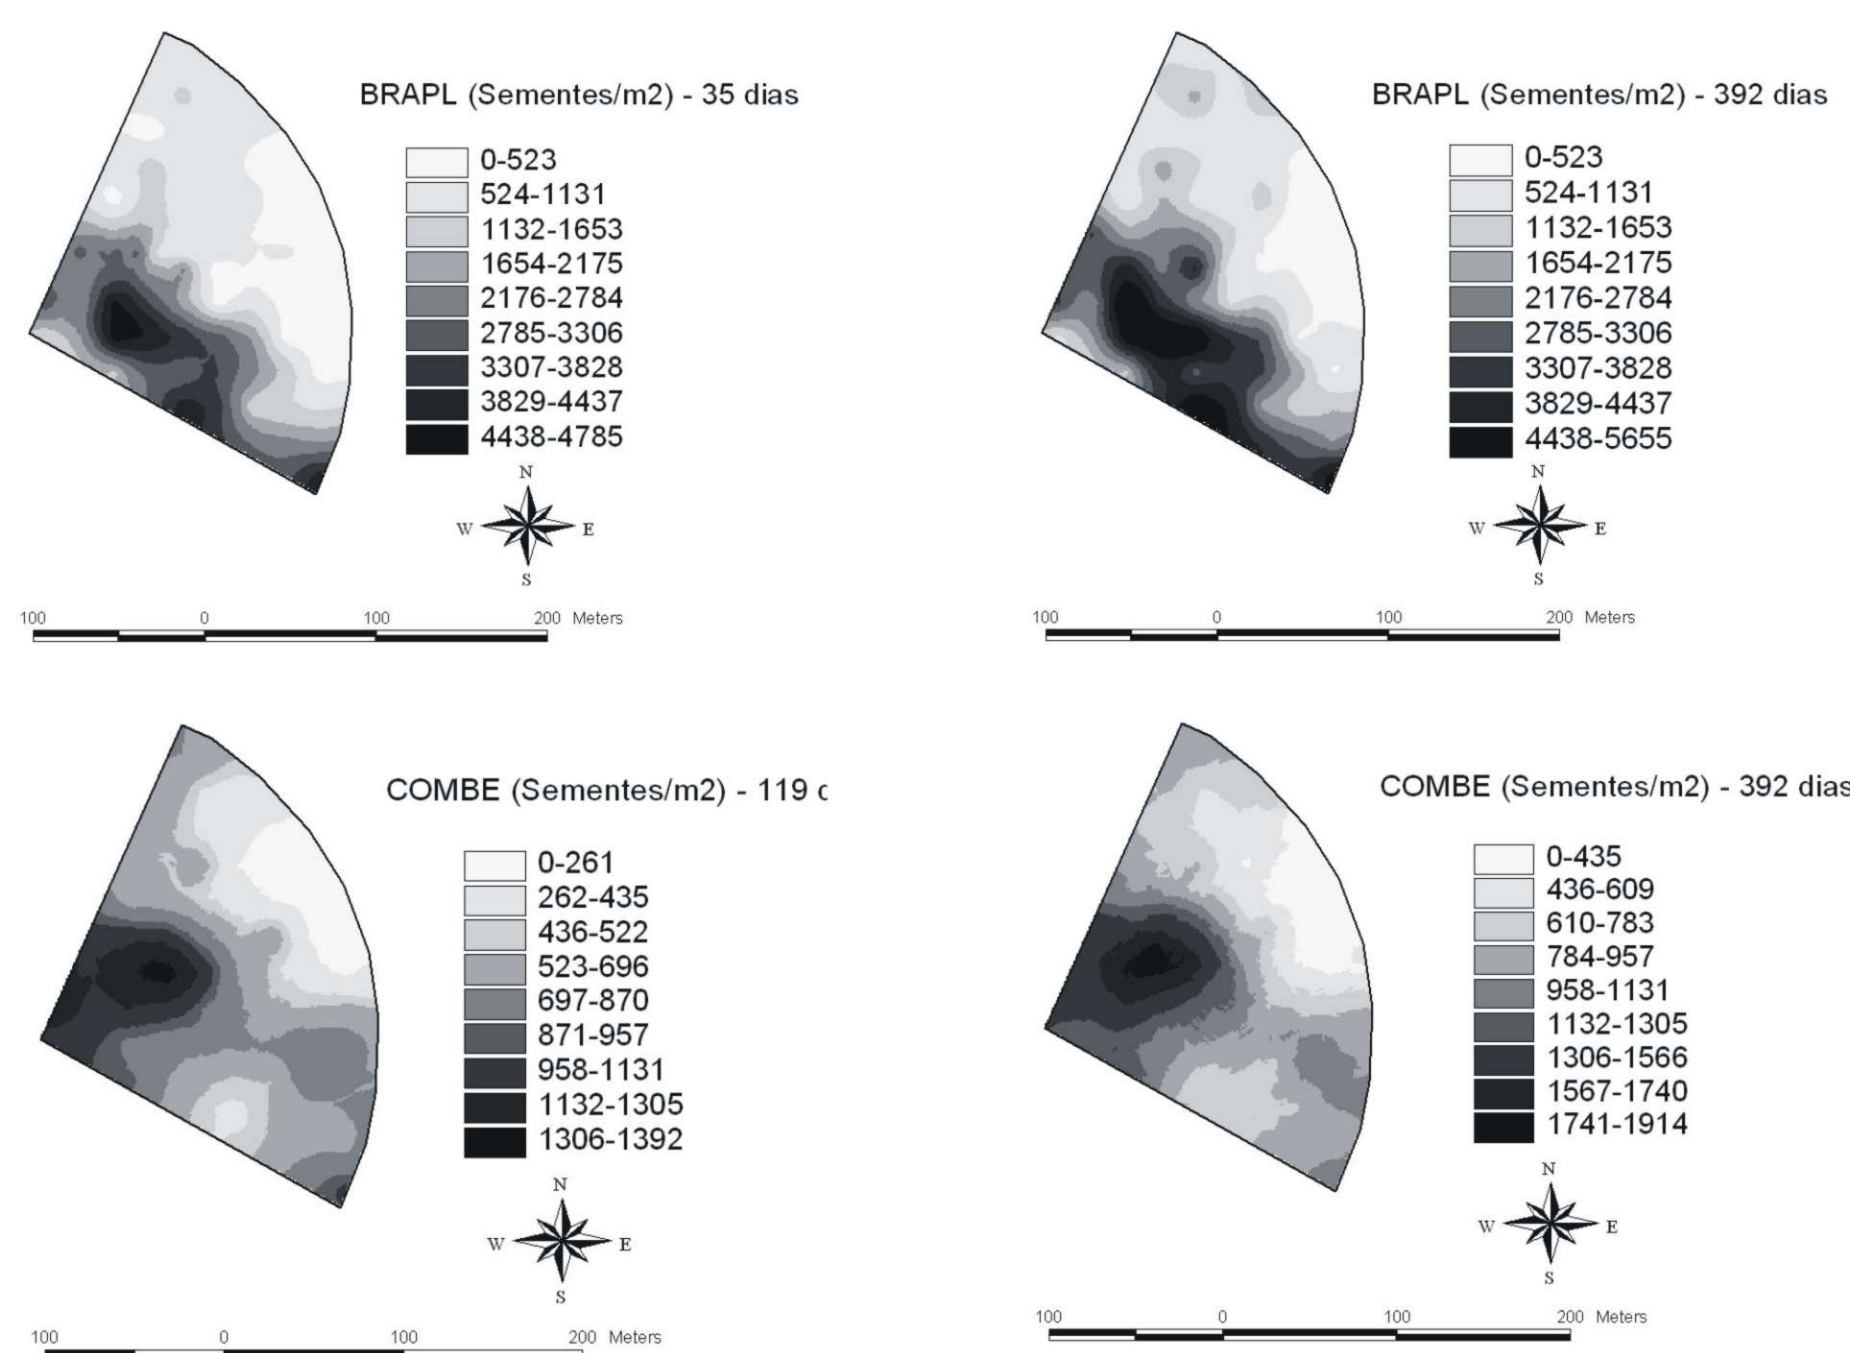 BRAPL (Sementes/m2) - 35 dias
0-523
524-1131
1132-1653
1654-2175
2176-2784
2785-3306
3307-3828
3829-4437
4438-4785
N
W E
S
100 0 100 200 Meters
BRAPL (Sementes/m2) - 392 dias
0-523
524-1131
1132-1653
1654-2175
2176-2784
2785-3306
3307-3828
3829-4437
4438-5655
N
W E
S
100 0 100 200 Meters
COMBE (Sementes/m2) - 119
0-261
262-435
436-522
523-696
697-870
871-957
958-1131
1132-1305
1306-1392
N
W E
S
100 0 100 200 Meters
COMBE (Sementes/m2) - 392 dias
0-435
436-609
610-783
784-957
958-1131
1132-1305
1306-1566
1567-1740
1741-1914
N
W E
S
100 0 100 200 Meters